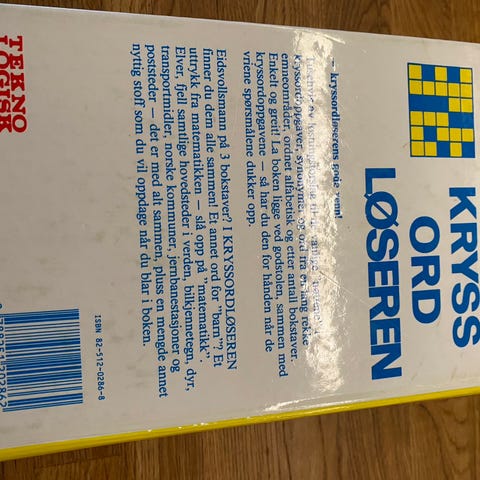 KRYSS
ORD
LØSEREN
– kryssordløserens gode venn!
kryssordoppgaver, synonymer og ord fra en lang rekke
emneområder, ordnet alfabetisk og etter antall bokstaver.
Enkelt og greit! La boken ligge ved godstolen, sammen med
kryssordoppgavene – så har du den for hånden når de
vriene spørsmålene dukker opp.
Eidsvollsmann på 3 bokstaver? I KRYSSORDLØSEREN
finner du dem alle sammen! Et annet ord for "barn"? Et
uttrykk fra matematikken – slå opp på "matematikk".
Elver, fjell samtlige hovedsteder i verden, bilkjennetegn, dyr,
transportmidler, norske kommuner, jernbanestasjoner og
poststeder – det er med alt sammen, pluss en mengde annet
nyttig stoff som du vil oppdage når du blar i boken.
TEKNO
LOGISK
ISBN 82-512-0286-8